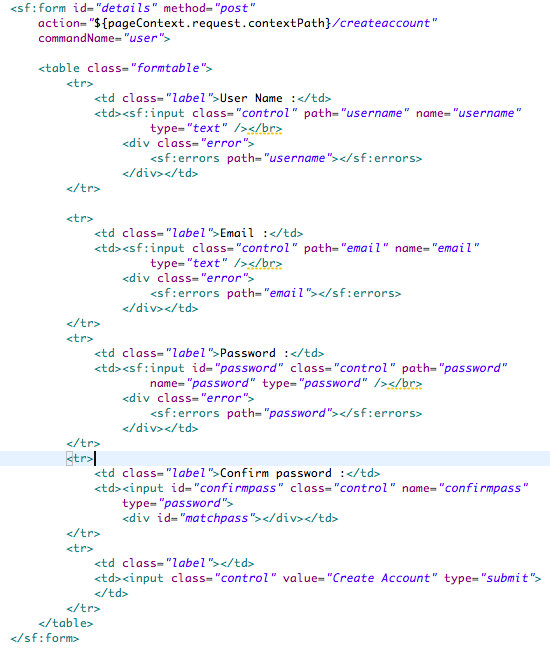 <sf:form id="details" method="post"
action="${pageContext.request.contextPath}/createaccount"
commandName="user">
<table class="formtable">
<tr>
<td class="label">User Name :</td>
<td><sf:input class="control" path="username" name="username"
type="text" /></br>
<div class="error">
<sf:errors path="username"></sf:errors>
</div></td>
</tr>
<tr>
<td class="label">Email :</td>
<td><sf:input class="control" path="email" name="email"
type="text" /></br>
<div class="error">
<sf:errors path="email"></sf:errors>
</div></td>
</tr>
<tr>
<td class="label">Password :</td>
<td><sf:input id="password" class="control" path="password"
name="password" type="password" /></br>
<div class="error">
<sf:errors path="password"></sf:errors>
</div></td>
</tr>
<tr>
<td class="label">Confirm password :</td>
<td><input id="confirmpass" class="control" name="confirmpass"
type="password">
<div id="matchpass"></div></td>
</tr>
<tr>
<td class="label"></td>
<td><input class="control" value="Create Account" type="submit">
</td>
</tr>
</table>
</sf:form>